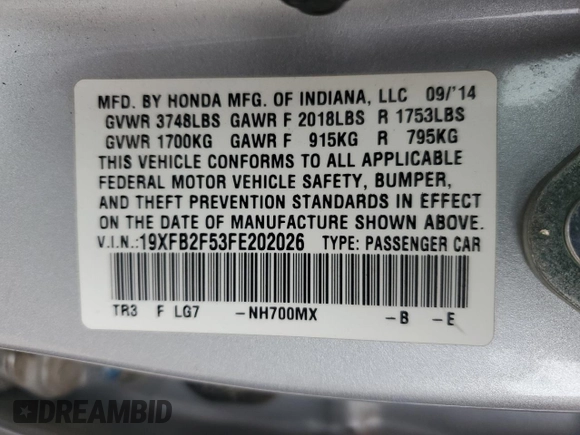 MFD. BY HONDA MFG. OF INDIANA, LLC 09/'14
GVWR 3748LBS GAWR F 2018LBS R 1753LBS
GVWR 1700KG GAWR F 915KG R 795KG
THIS VEHICLE CONFORMS TO ALL APPLICABLE
FEDERAL MOTOR VEHICLE SAFETY, BUMPER,
AND THEFT PREVENTION STANDARDS IN EFFECT
ON THE DATE OF MANUFACTURE SHOWN ABOVE.
V.I.N.:19XFB2F53FE202026 TYPE: PASSENGER CAR
TR3 F LG7 -NH700MX -B -E
DREAMBID